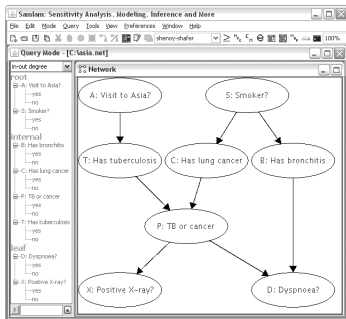 SamIam: Sensitivity Analysis, Modeling, Inference and More
File Edit Mode Query Tools View Preferences Window Help
shenoy-shafer
100%
Query Mode - [C:\asia.net]
in-out degree
root
A: Visit to Asia?
yes
no
S: Smoker?
yes
no
internal
B: Has bronchitis
yes
no
C: Has lung cancer
yes
no
P: TB or cancer
yes
no
T: Has tuberculosis
yes
no
leaf
D: Dyspnoea?
yes
no
X: Positive X-ray?
yes
no
Network
A: Visit to Asia?
S: Smoker?
T: Has tuberculosis
C: Has lung cancer
B: Has bronchitis
P: TB or cancer
X: Positive X-ray?
D: Dyspnoea?